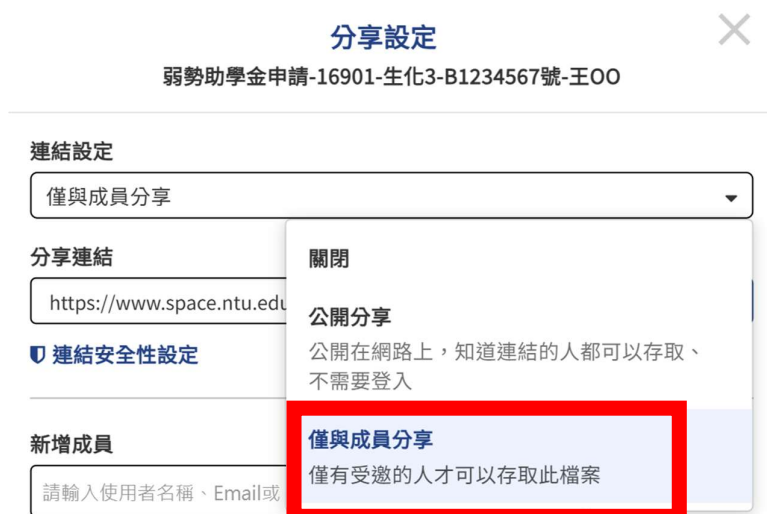 分享設定
弱勢助學金申請-16901-生化3-B1234567號-王OO
連結設定
僅與成員分享
關閉
公開分享
公開在網路上，知道連結的人都可以存取、
不需要登入
僅與成員分享
僅有受邀的人才可以存取此檔案
分享連結
https://www.space.ntu.edu
連結安全性設定
新增成員
請輸入使用者名稱、Email或